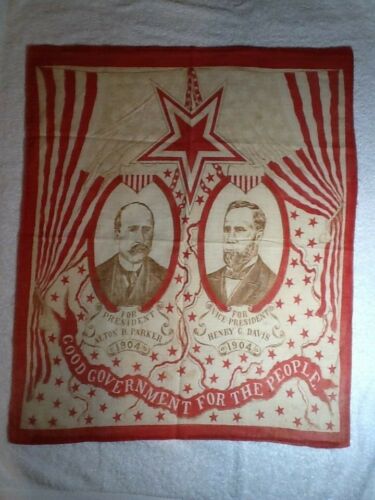 FOR
PRESIDENT
ALTON B. PARKER
1904
FOR
VICE-PRESIDENT
HENRY G. DAVIS
1904
GOOD GOVERNMENT FOR THE PEOPLE